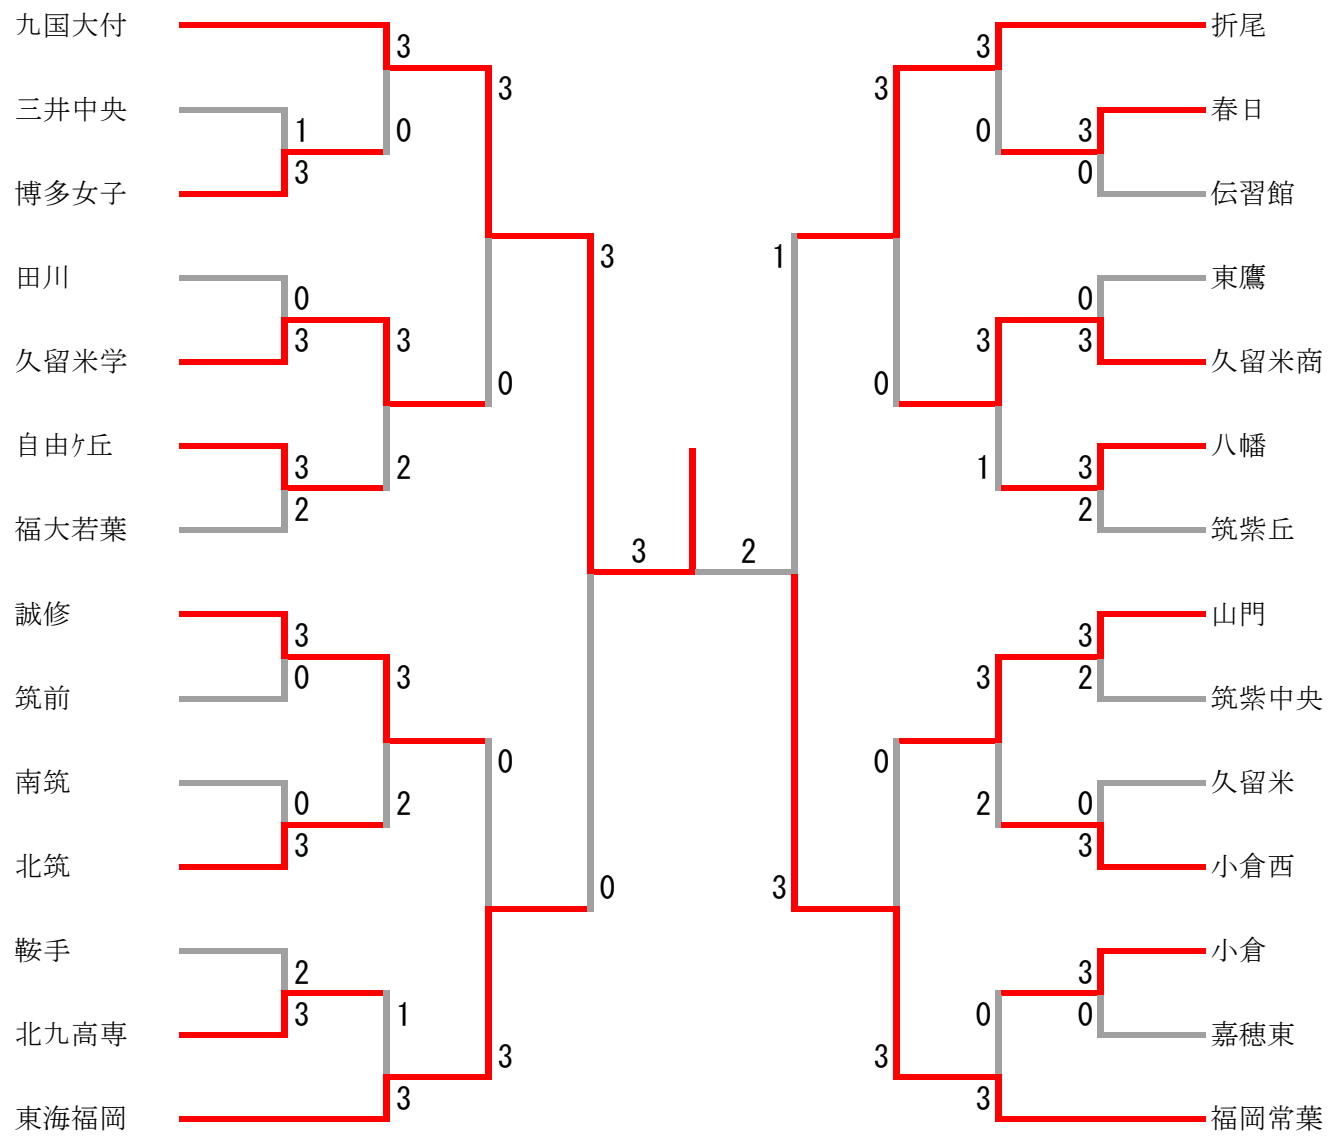 九国大付
三井中央
博多女子
田川
久留米学
自由ケ丘
福大若葉
誠修
筑前
南筑
北筑
鞍手
北九高専
東海福岡
3
0
1
3
3
0
0
3
3
2
3
2
3
0
3
2
0
3
0
3
2
3
1
3
3
0
3
2
1
3
3
0
3
0
3
0
0
3
3
1
3
2
3
2
3
2
0
3
0
3
2
3
0
0
3
3
折尾
春日
伝習館
東鷹
久留米商
八幡
筑紫丘
山門
筑紫中央
久留米
小倉西
小倉
嘉穂東
福岡常葉